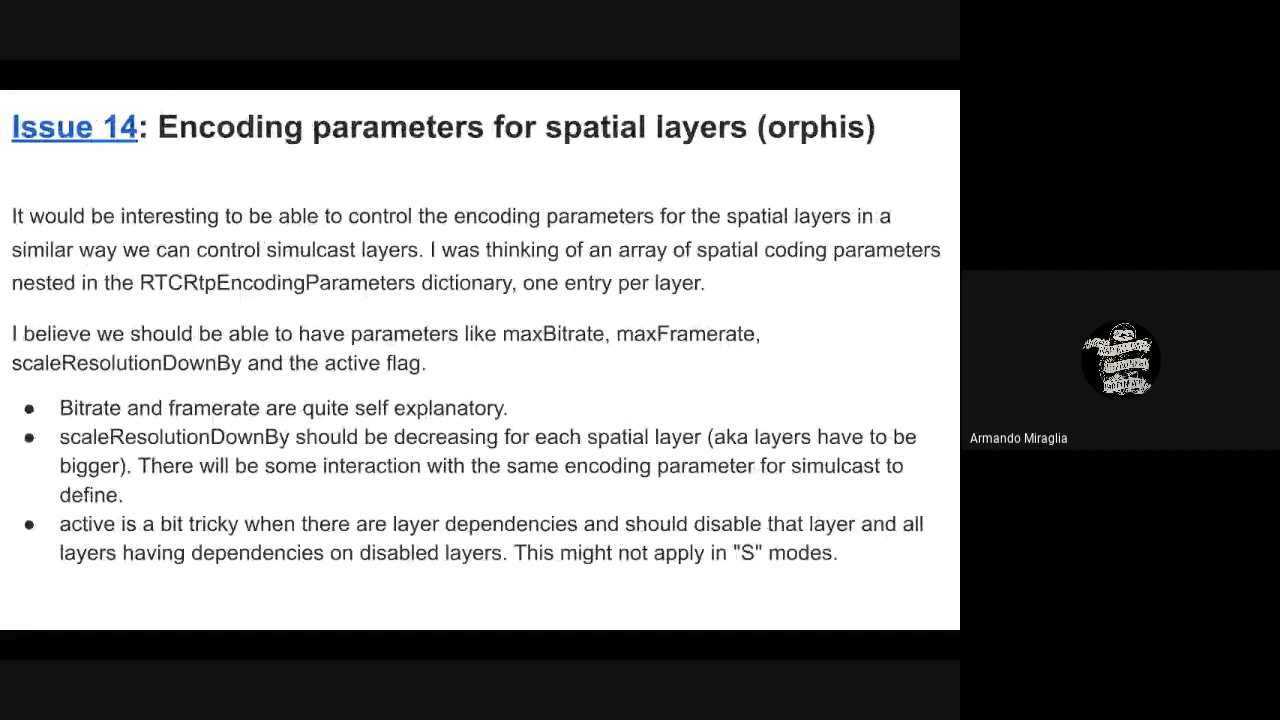 Issue 14: Encoding parameters for spatial layers (orphis)
It would be interesting to be able to control the encoding parameters for the spatial layers in a
similar way we can control simulcast layers. I was thinking of an array of spatial coding parameters
nested in the RTCRtpEncodingParameters dictionary, one entry per layer.
I believe we should be able to have parameters like maxBitrate, maxFramerate,
scaleResolutionDownBy and the active flag.
● Bitrate and framerate are quite self explanatory.
● scaleResolutionDownBy should be decreasing for each spatial layer (aka layers have to be
bigger). There will be some interaction with the same encoding parameter for simulcast to
define.
● active is a bit tricky when there are layer dependencies and should disable that layer and all
layers having dependencies on disabled layers. This might not apply in "S" modes.
Armando Miraglia